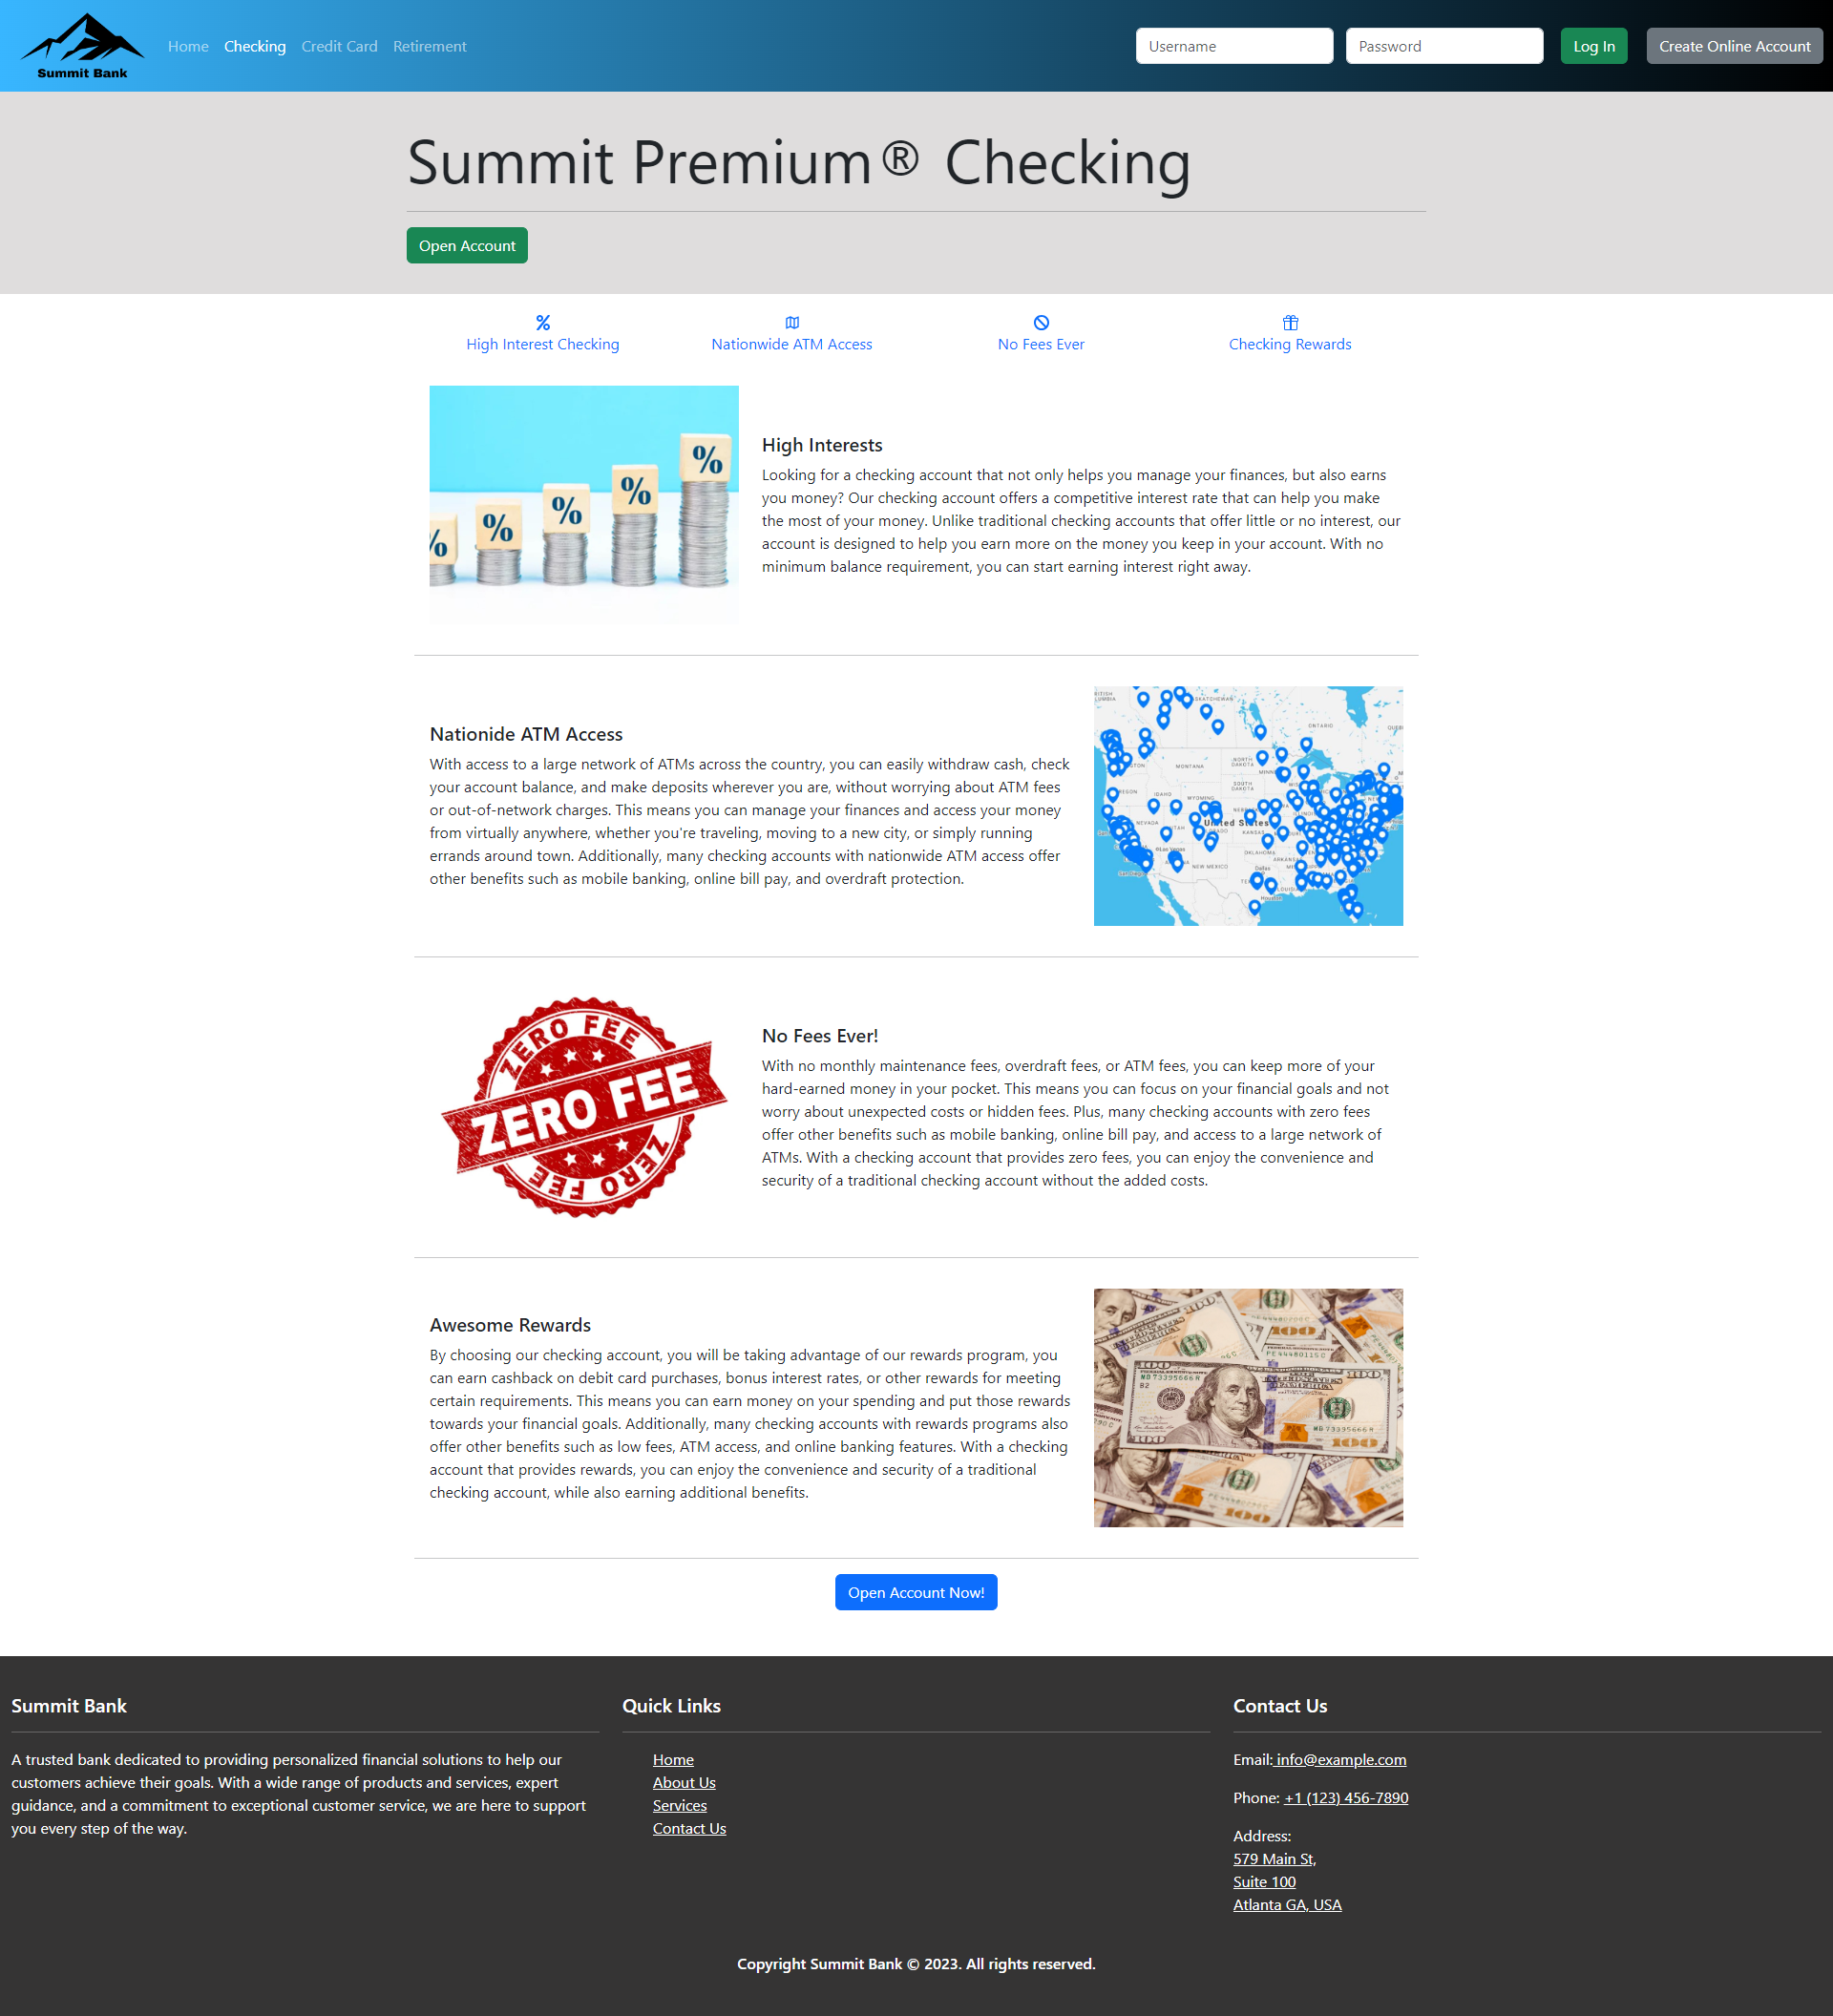 Summit Bank
Home Checking Credit Card Retirement
Username Password Log In Create Online Account
Summit Premium® Checking
Open Account
High Interest Checking
Nationwide ATM Access
No Fees Ever
Checking Rewards
% % % % %
High Interests
Looking for a checking account that not only helps you manage your finances, but also earns
you money? Our checking account offers a competitive interest rate that can help you make
the most of your money. Unlike traditional checking accounts that offer little or no interest, our
account is designed to help you earn more on the money you keep in your account. With no
minimum balance requirement, you can start earning interest right away.
Nationide ATM Access
With access to a large network of ATMs across the country, you can easily withdraw cash, check
your account balance, and make deposits wherever you are, without worrying about ATM fees
or out-of-network charges. This means you can manage your finances and access your money
from virtually anywhere, whether you're traveling, moving to a new city, or simply running
errands around town. Additionally, many checking accounts with nationwide ATM access offer
other benefits such as mobile banking, online bill pay, and overdraft protection.
ONTARIO
MONTANA
NORTH DAKOTA
SOUTH DAKOTA
IDAHO
WYOMING
United States
KANSAS
OKLAHOMA
NEW MEXICO
Houston
ZERO FEE
ZERO FEE
ZERO FEE
No Fees Ever!
With no monthly maintenance fees, overdraft fees, or ATM fees, you can keep more of your
hard-earned money in your pocket. This means you can focus on your financial goals and not
worry about unexpected costs or hidden fees. Plus, many checking accounts with zero fees
offer other benefits such as mobile banking, online bill pay, and access to a large network of
ATMs. With a checking account that provides zero fees, you can enjoy the convenience and
security of a traditional checking account without the added costs.
Awesome Rewards
By choosing our checking account, you will be taking advantage of our rewards program, you
can earn cashback on debit card purchases, bonus interest rates, or other rewards for meeting
certain requirements. This means you can earn money on your spending and put those rewards
towards your financial goals. Additionally, many checking accounts with rewards programs also
offer other benefits such as low fees, ATM access, and online banking features. With a checking
account that provides rewards, you can enjoy the convenience and security of a traditional
checking account, while also earning additional benefits.
100
Open Account Now!
Summit Bank
A trusted bank dedicated to providing personalized financial solutions to help our
customers achieve their goals. With a wide range of products and services, expert
guidance, and a commitment to exceptional customer service, we are here to support
you every step of the way.
Quick Links
Home
About Us
Services
Contact Us
Contact Us
Email: info@example.com
Phone: +1 (123) 456-7890
Address:
579 Main St,
Suite 100
Atlanta GA, USA
Copyright Summit Bank © 2023. All rights reserved.